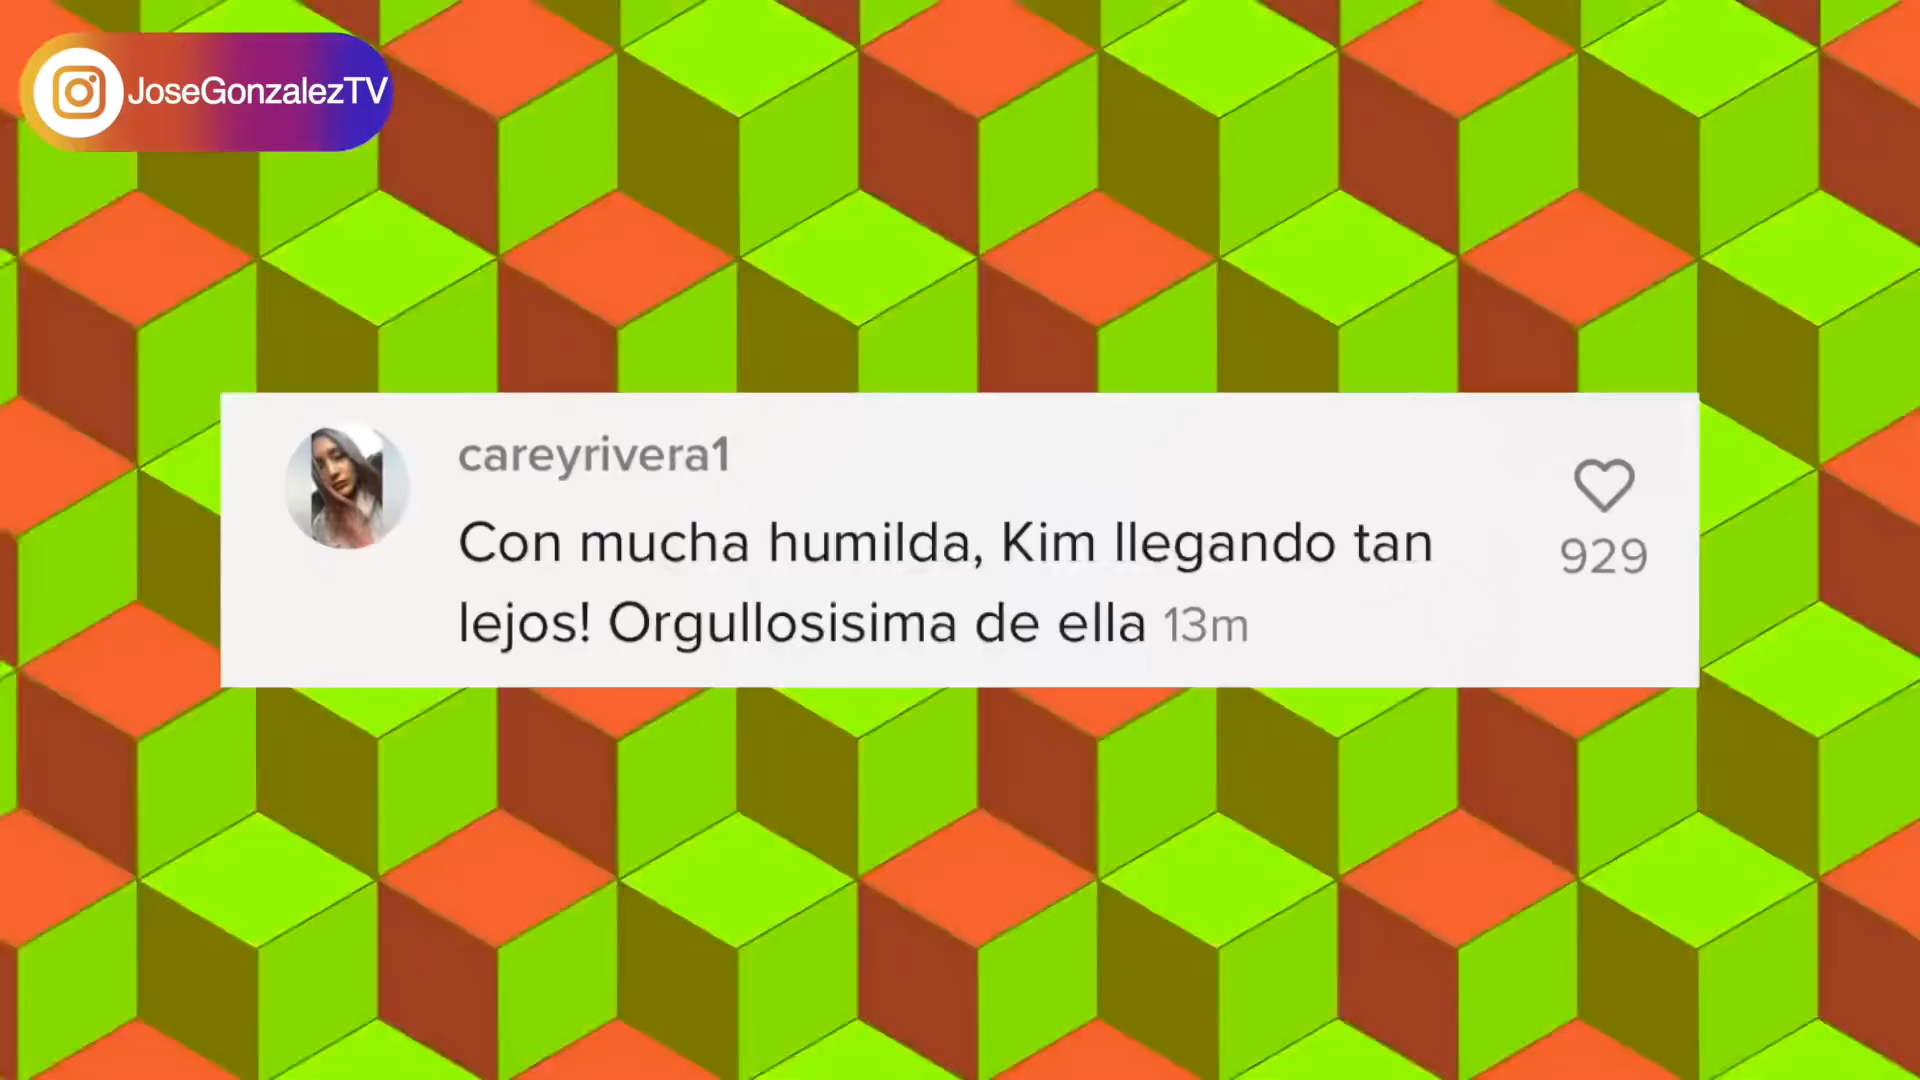 JoseGonzalezTV
careyrivera1
Con mucha humilda, Kim llegando tan
lejos! Orgullosisima de ella 13m
929